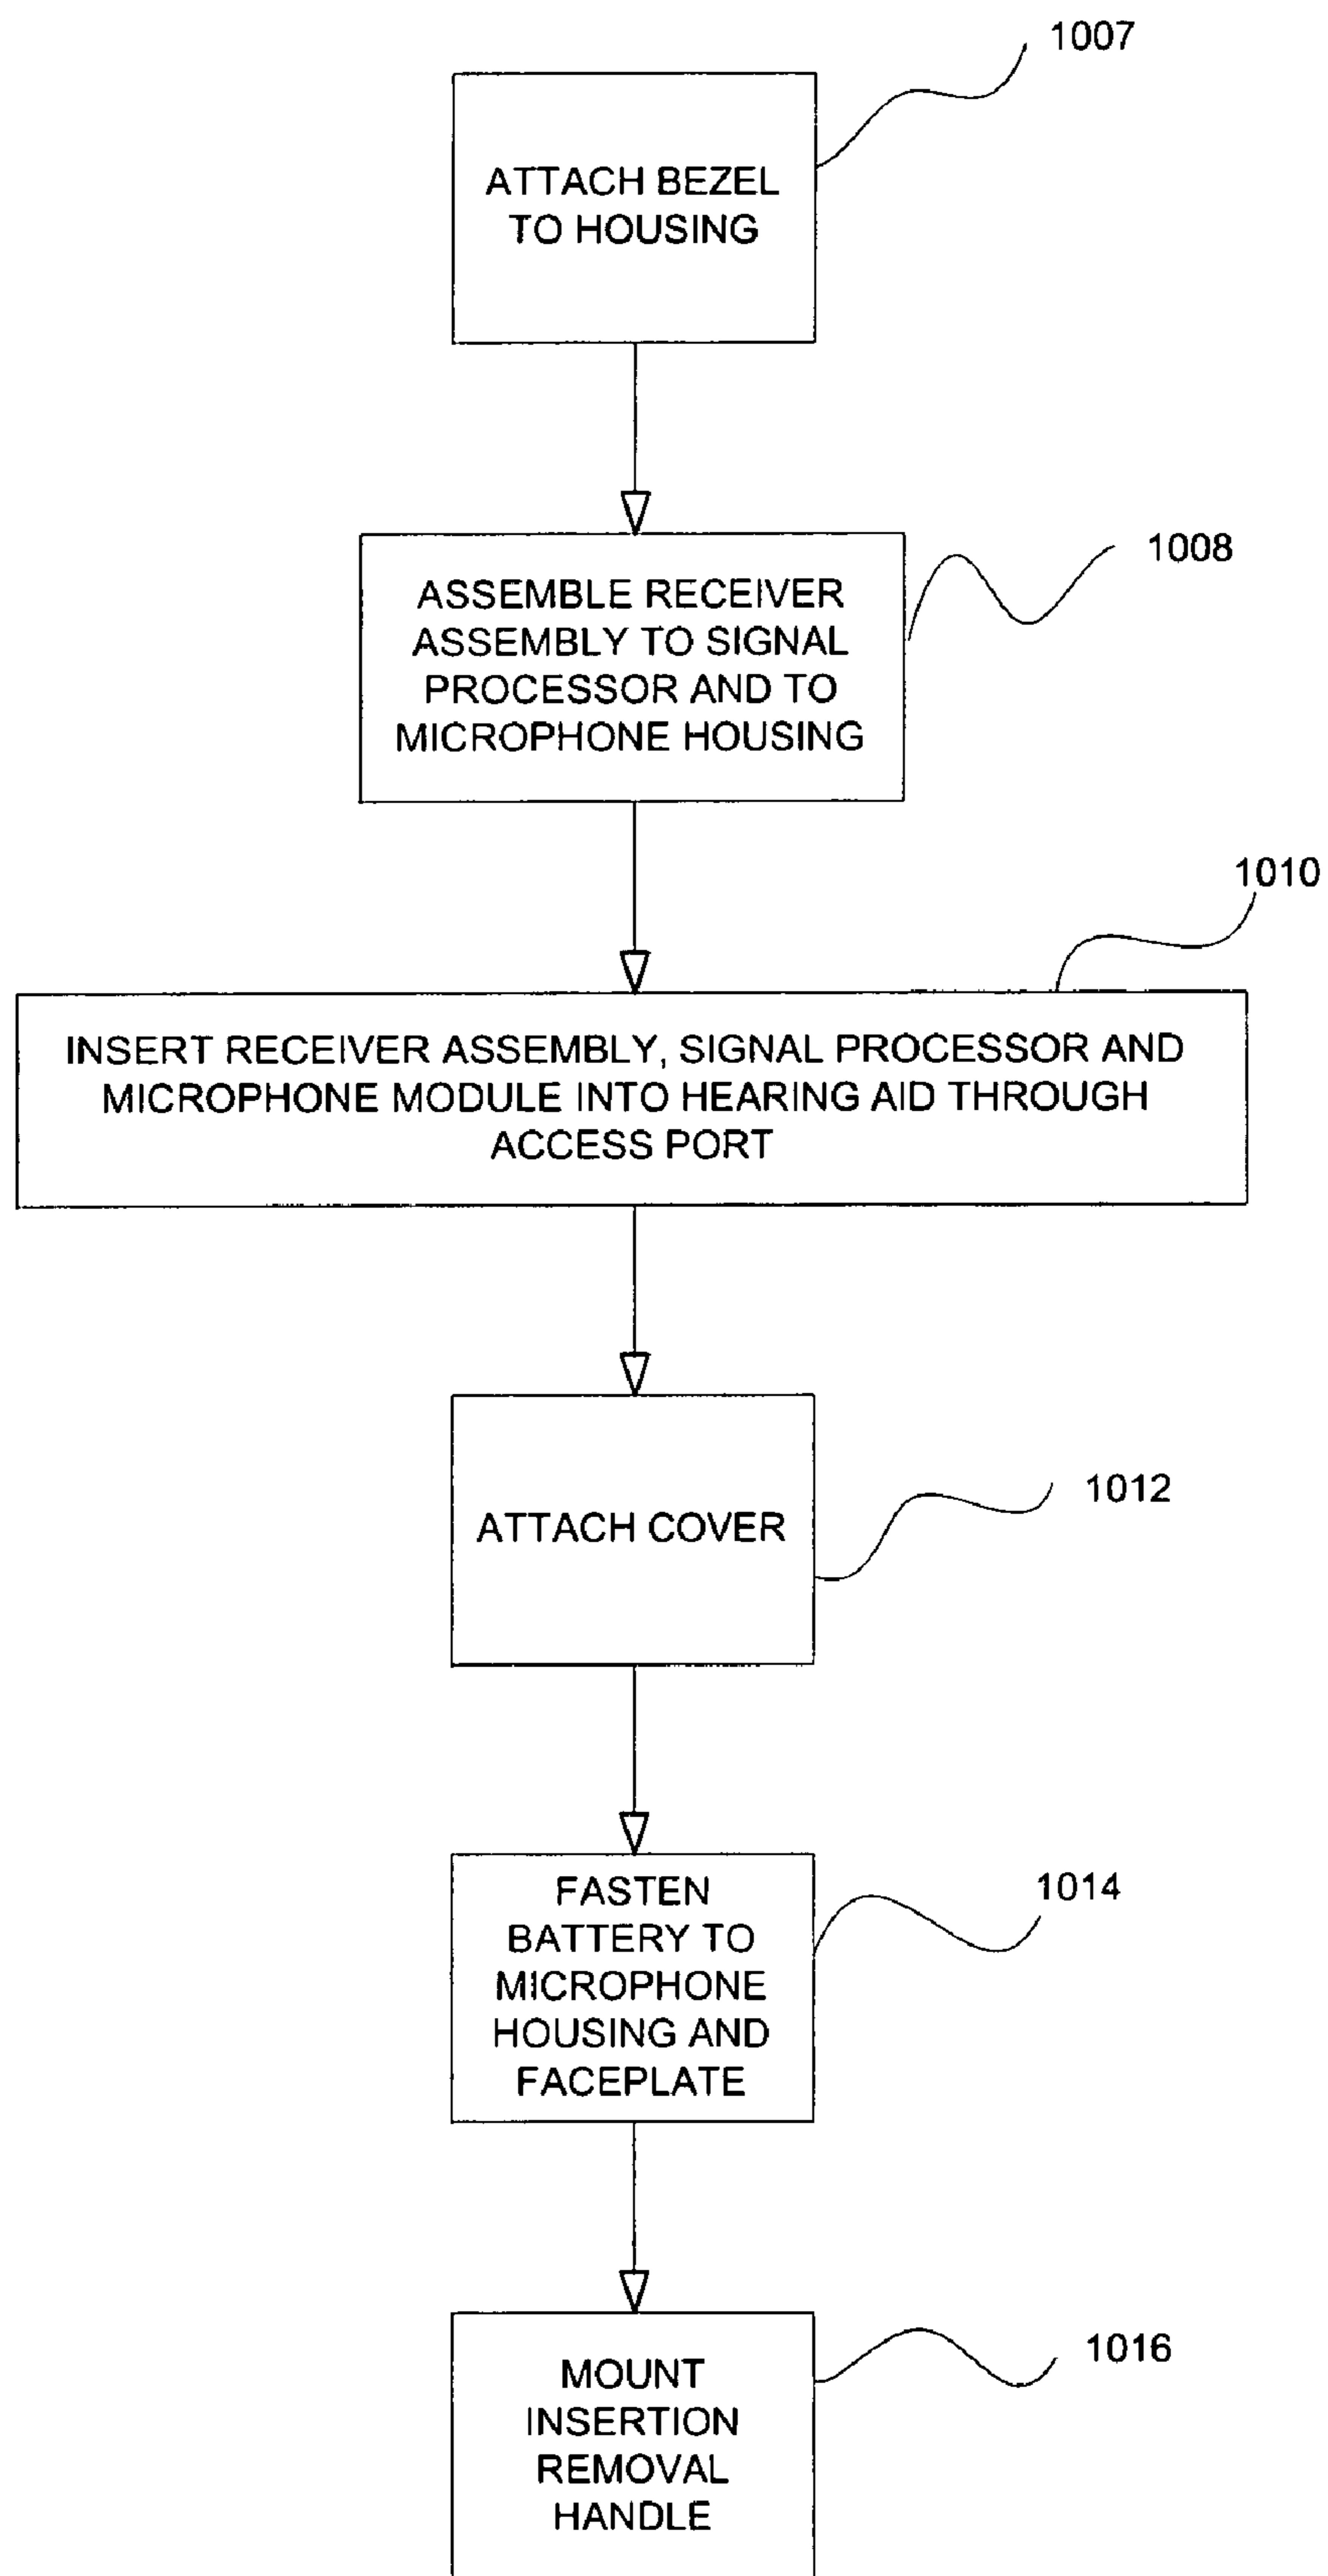 1007
ATTACH BEZEL
TO HOUSING
1008
ASSEMBLE RECEIVER
ASSEMBLY TO SIGNAL
PROCESSOR AND TO
MICROPHONE HOUSING
1010
INSERT RECEIVER ASSEMBLY, SIGNAL PROCESSOR AND
MICROPHONE MODULE INTO HEARING AID THROUGH
ACCESS PORT
1012
ATTACH COVER
1014
FASTEN
BATTERY TO
MICROPHONE
HOUSING AND
FACEPLATE
1016
MOUNT
INSERTION
REMOVAL
HANDLE